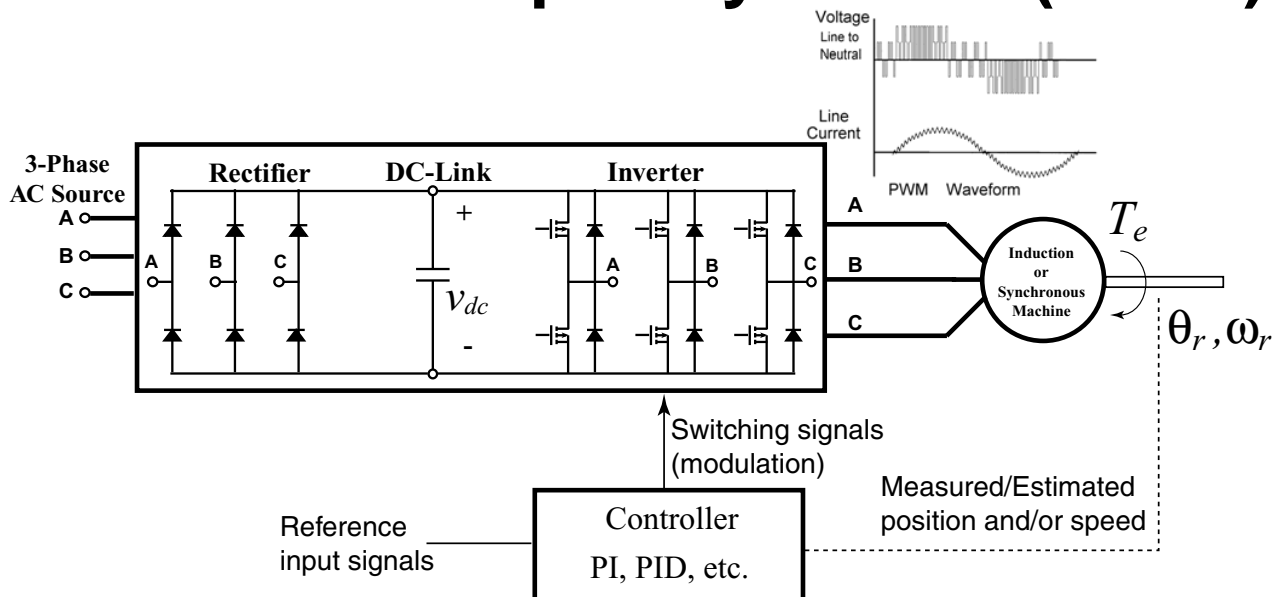 Voltage
Line to
Neutral
Line
Current
PWM Waveform
3-Phase
AC Source
Rectifier
DC-Link
Inverter
A
B
C
A
B
C
+
v_dc
-
A
B
C
A
B
C
Induction
or
Synchronous
Machine
T_e
θ_r, ω_r
Switching signals
(modulation)
Measured/Estimated
position and/or speed
Reference
input signals
Controller
PI, PID, etc.